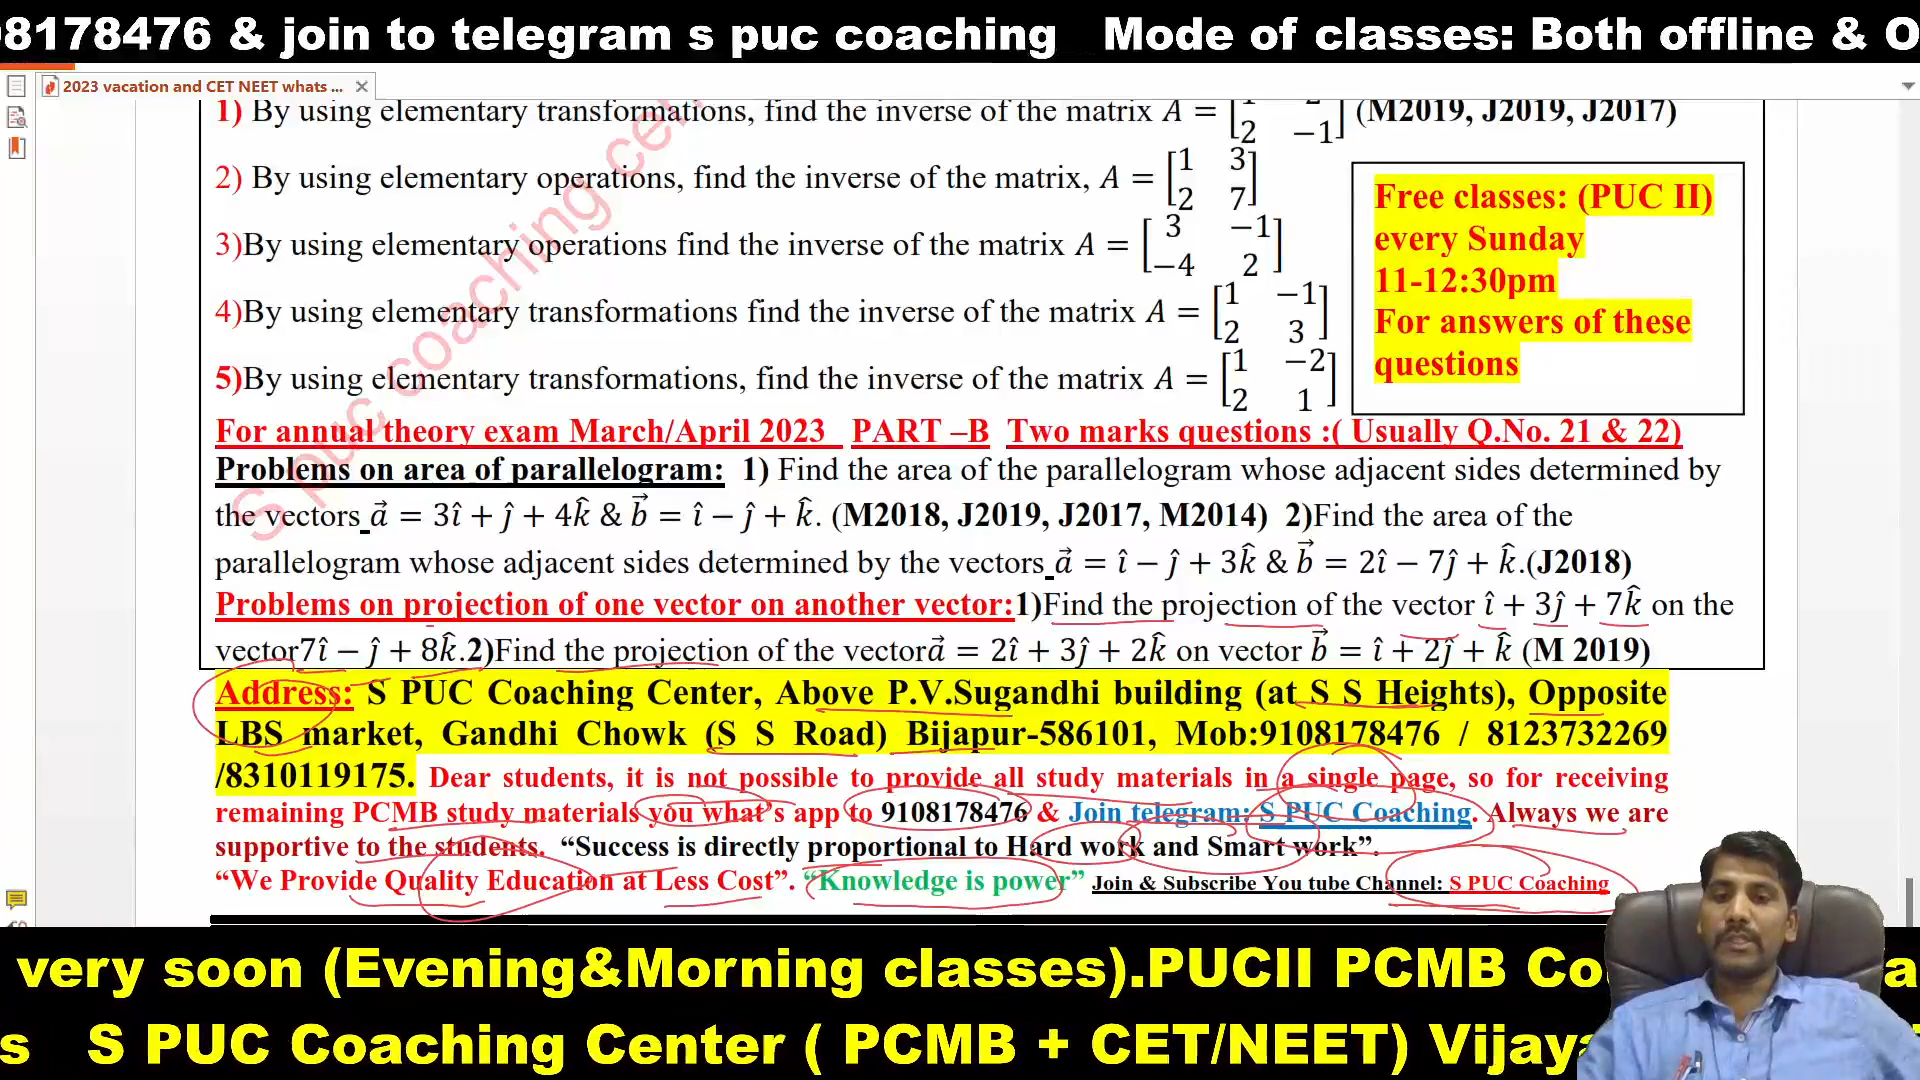 08178476 & join to telegram s puc coaching Mode of classes: Both offline & O
2023 vacation and CET NEET whats ...
1) By using elementary transformations, find the inverse of the matrix A = [ 2 −1] (M2019, J2019, J2017)
2) By using elementary operations, find the inverse of the matrix, A = [1 3 2 7]
3)By using elementary operations find the inverse of the matrix A = [3 −1 −4 2]
4)By using elementary transformations find the inverse of the matrix A = [1 −1 2 3]
5)By using elementary transformations, find the inverse of the matrix A = [1 −2 2 1]
Free classes: (PUC II)
every Sunday
11-12:30pm
For answers of these
questions
For annual theory exam March/April 2023 PART –B Two marks questions :( Usually Q.No. 21 & 22)
Problems on area of parallelogram: 1) Find the area of the parallelogram whose adjacent sides determined by
the vectors a⃗ = 3î + ĵ + 4k̂ & b⃗ = î − ĵ + k̂. (M2018, J2019, J2017, M2014) 2)Find the area of the
parallelogram whose adjacent sides determined by the vectors a⃗ = î − ĵ + 3k̂ & b⃗ = 2î − 7ĵ + k̂.(J2018)
Problems on projection of one vector on another vector:1)Find the projection of the vector î + 3ĵ + 7k̂ on the
vector7î − ĵ + 8k̂.2)Find the projection of the vectora⃗ = 2î + 3ĵ + 2k̂ on vector b⃗ = î + 2ĵ + k̂ (M 2019)
S puc coaching cen
Address: S PUC Coaching Center, Above P.V.Sugandhi building (at S S Heights), Opposite
LBS market, Gandhi Chowk (S S Road) Bijapur-586101, Mob:9108178476 / 8123732269
/8310119175. Dear students, it is not possible to provide all study materials in a single page, so for receiving
remaining PCMB study materials you what's app to 9108178476 & Join telegram: S PUC Coaching. Always we are
supportive to the students. “Success is directly proportional to Hard work and Smart work”.
“We Provide Quality Education at Less Cost”. “Knowledge is power” Join & Subscribe You tube Channel: S PUC Coaching
very soon (Evening&Morning classes).PUCII PCMB Co
s S PUC Coaching Center ( PCMB + CET/NEET) Vijay